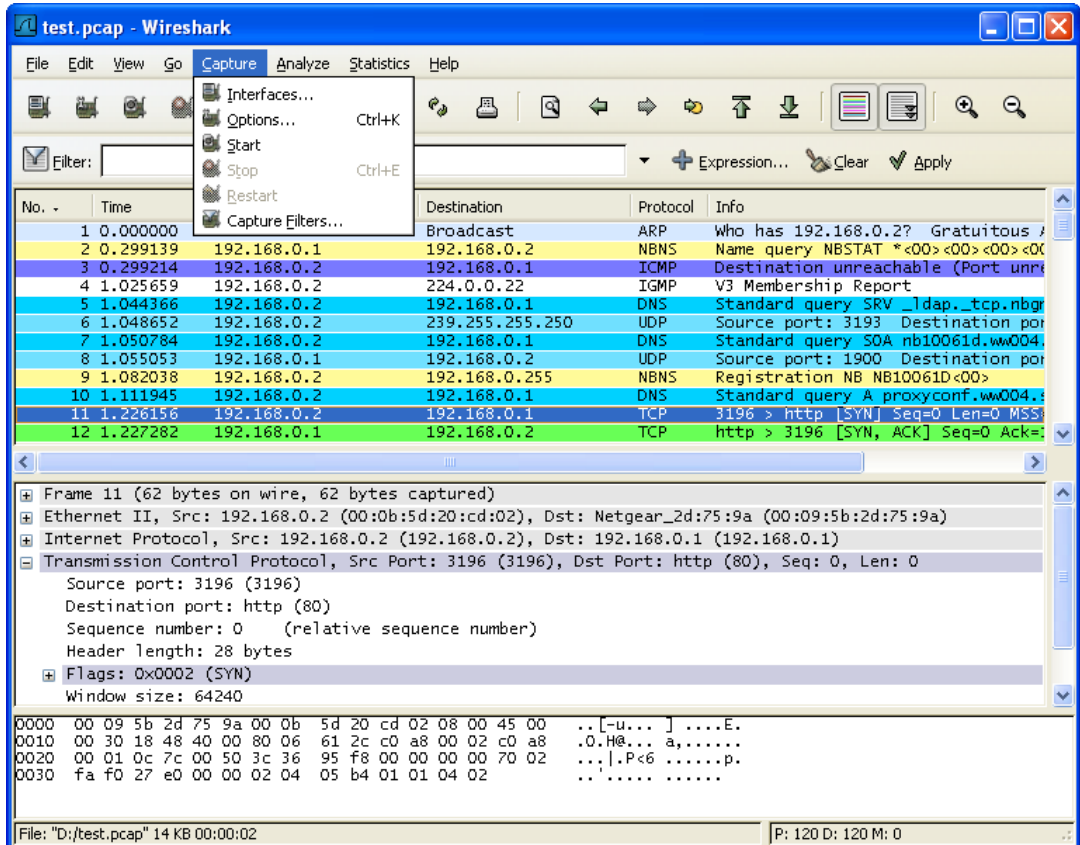 test.pcap - Wireshark
File Edit View Go Capture Analyze Statistics Help
Interfaces...
Options... Ctrl+K
Start
Stop Ctrl+E
Restart
Capture Filters...
Filter: Expression... Clear Apply
No. Time Destination Protocol Info
1 0.000000 Broadcast ARP Who has 192.168.0.2? Gratuitous
2 0.299139 192.168.0.1 192.168.0.2 NBNS Name query NBSTAT *<00><00><00><00
3 0.299214 192.168.0.2 192.168.0.1 ICMP Destination unreachable (Port unre
4 1.025659 192.168.0.2 224.0.0.22 IGMP V3 Membership Report
5 1.044366 192.168.0.2 192.168.0.1 DNS Standard query SRV _ldap._tcp.nbgr
6 1.048652 192.168.0.2 239.255.255.250 UDP Source port: 3193 Destination por
7 1.050784 192.168.0.2 192.168.0.1 DNS Standard query SOA nb10061d.ww004.
8 1.055053 192.168.0.1 192.168.0.2 UDP Source port: 1900 Destination por
9 1.082038 192.168.0.2 192.168.0.255 NBNS Registration NB NB10061D<00>
10 1.111945 192.168.0.2 192.168.0.1 DNS Standard query A proxyconf.ww004.s
11 1.226156 192.168.0.2 192.168.0.1 TCP 3196 > http [SYN] Seq=0 Len=0 MSS=
12 1.227282 192.168.0.1 192.168.0.2 TCP http > 3196 [SYN, ACK] Seq=0 Ack=1
Frame 11 (62 bytes on wire, 62 bytes captured)
Ethernet II, Src: 192.168.0.2 (00:0b:5d:20:cd:02), Dst: Netgear_2d:75:9a (00:09:5b:2d:75:9a)
Internet Protocol, Src: 192.168.0.2 (192.168.0.2), Dst: 192.168.0.1 (192.168.0.1)
Transmission Control Protocol, Src Port: 3196 (3196), Dst Port: http (80), Seq: 0, Len: 0
Source port: 3196 (3196)
Destination port: http (80)
Sequence number: 0 (relative sequence number)
Header length: 28 bytes
Flags: 0x0002 (SYN)
Window size: 64240
0000 00 09 5b 2d 75 9a 00 0b 5d 20 cd 02 08 00 45 00 ..[-u... ] ....E.
0010 00 30 18 48 40 00 80 06 61 2c c0 a8 00 02 c0 a8 .0.H@... a,......
0020 00 01 0c 7c 00 50 3c 36 95 f8 00 00 00 00 70 02 ...|.P<6 ......p.
0030 fa f0 27 e0 00 00 02 04 05 b4 01 01 04 02 ..'..... ......
File: "D:/test.pcap" 14 KB 00:00:02 P: 120 D: 120 M: 0